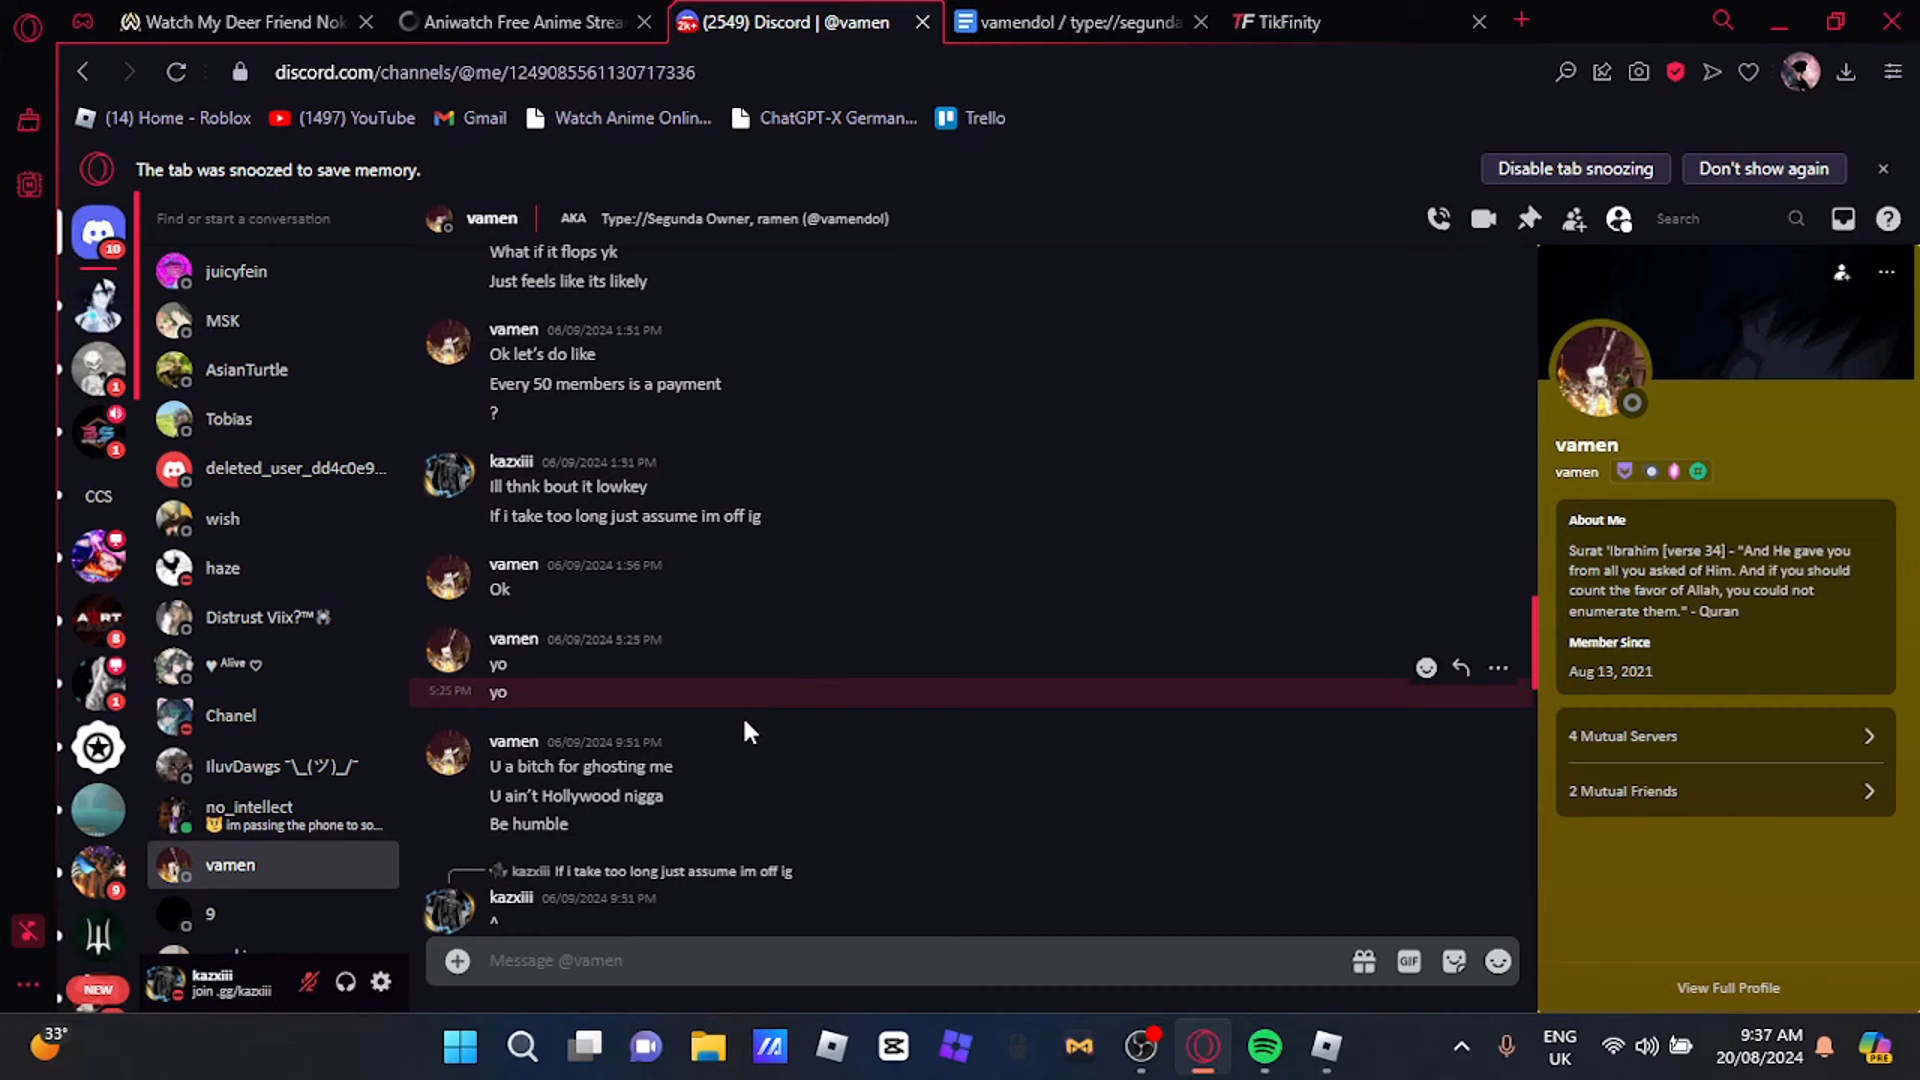 Watch My Deer Friend Nok
Aniwatch Free Anime Strea
(2549) Discord | @vamen
vamendol / type://segunda
TikFinity
discord.com/channels/@me/1249085561130717336
(14) Home - Roblox
(1497) YouTube
Gmail
Watch Anime Onlin...
ChatGPT-X German...
Trello
The tab was snoozed to save memory.
Disable tab snoozing
Don't show again
Find or start a conversation
vamen
AKA
Type://Segunda Owner, ramen (@vamendol)
Search
10
1
1
CCS
8
1
9
NEW
juicyfein
MSK
AsianTurtle
Tobias
deleted_user_dd4c0e9...
wish
haze
Distrust Viix?™🕷
♥ ᴬˡⁱᵛᵉ ♡
Chanel
IluvDawgs ¯\_(ツ)_/¯
no_intellect
😼 im passing the phone to so...
vamen
9
kazxiii
join .gg/kazxiii
What if it flops yk
Just feels like its likely
vamen 06/09/2024 1:51 PM
Ok let’s do like
Every 50 members is a payment
?
kazxiii 06/09/2024 1:51 PM
Ill thnk bout it lowkey
If i take too long just assume im off ig
vamen 06/09/2024 1:56 PM
Ok
vamen 06/09/2024 5:25 PM
yo
5:25 PM yo
vamen 06/09/2024 9:51 PM
U a bitch for ghosting me
U ain’t Hollywood nigga
Be humble
kazxiii If i take too long just assume im off ig
kazxiii 06/09/2024 9:51 PM
^
Message @vamen
GIF
vamen
vamen
About Me
Surat 'Ibrahim [verse 34] - "And He gave you
from all you asked of Him. And if you should
count the favor of Allah, you could not
enumerate them." - Quran
Member Since
Aug 13, 2021
4 Mutual Servers
2 Mutual Friends
View Full Profile
33°
ENG
UK
9:37 AM
20/08/2024
PRE